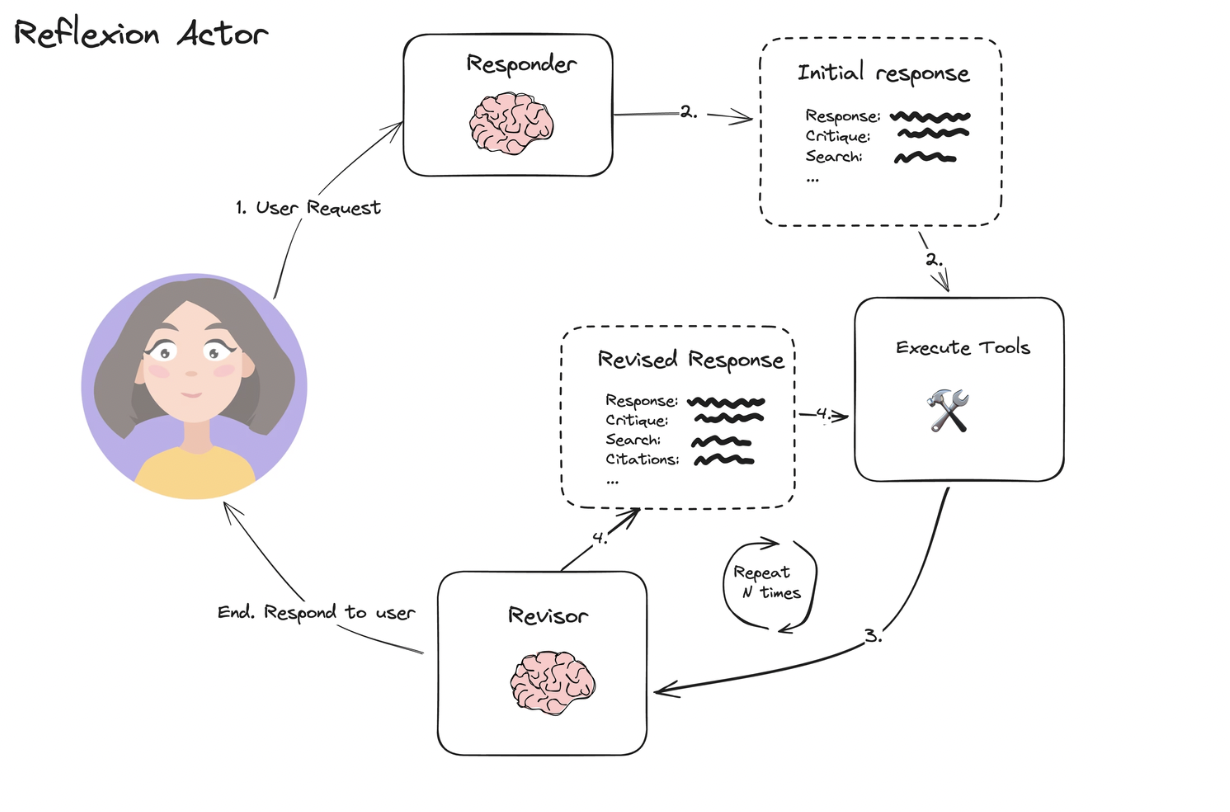 Reflexion Actor
Responder
2.
Initial response
Response:
Critique:
Search:
...
1. User Request
2.
Execute Tools
Revised Response
Response:
Critique:
Search:
Citations:
...
4.
4.
Repeat
N times
3.
Revisor
End. Respond to user